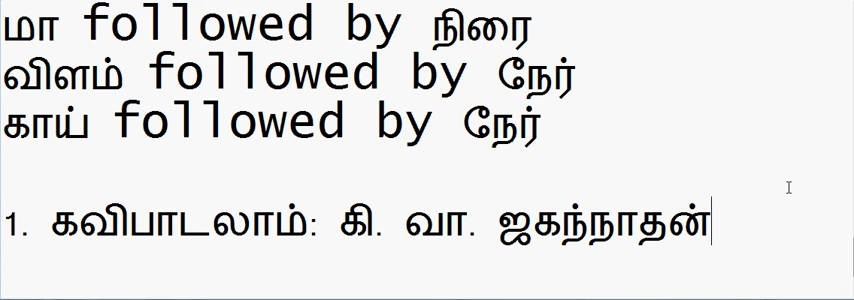 மா followed by நிரை
விளம் followed by நேர்
காய் followed by நேர்
1. கவிபாடலாம்: கி. வா. ஜகந்நாதன்